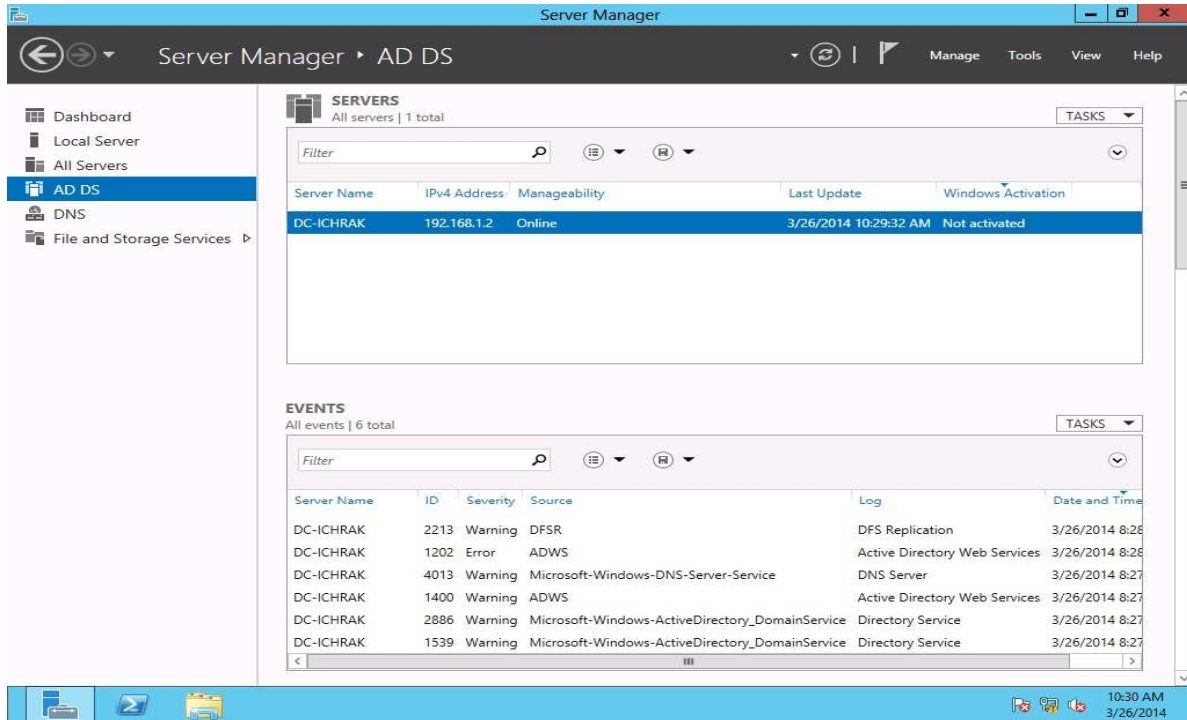 Server Manager
Server Manager ‣ AD DS
Manage Tools View Help
Dashboard
Local Server
All Servers
AD DS
DNS
File and Storage Services
SERVERS
All servers | 1 total
TASKS
Filter
Server Name IPv4 Address Manageability Last Update Windows Activation
DC-ICHRAK 192.168.1.2 Online 3/26/2014 10:29:32 AM Not activated
EVENTS
All events | 6 total
TASKS
Filter
Server Name ID Severity Source Log Date and Time
DC-ICHRAK 2213 Warning DFSR DFS Replication 3/26/2014 8:28
DC-ICHRAK 1202 Error ADWS Active Directory Web Services 3/26/2014 8:28
DC-ICHRAK 4013 Warning Microsoft-Windows-DNS-Server-Service DNS Server 3/26/2014 8:27
DC-ICHRAK 1400 Warning ADWS Active Directory Web Services 3/26/2014 8:27
DC-ICHRAK 2886 Warning Microsoft-Windows-ActiveDirectory_DomainService Directory Service 3/26/2014 8:27
DC-ICHRAK 1539 Warning Microsoft-Windows-ActiveDirectory_DomainService Directory Service 3/26/2014 8:27
10:30 AM
3/26/2014